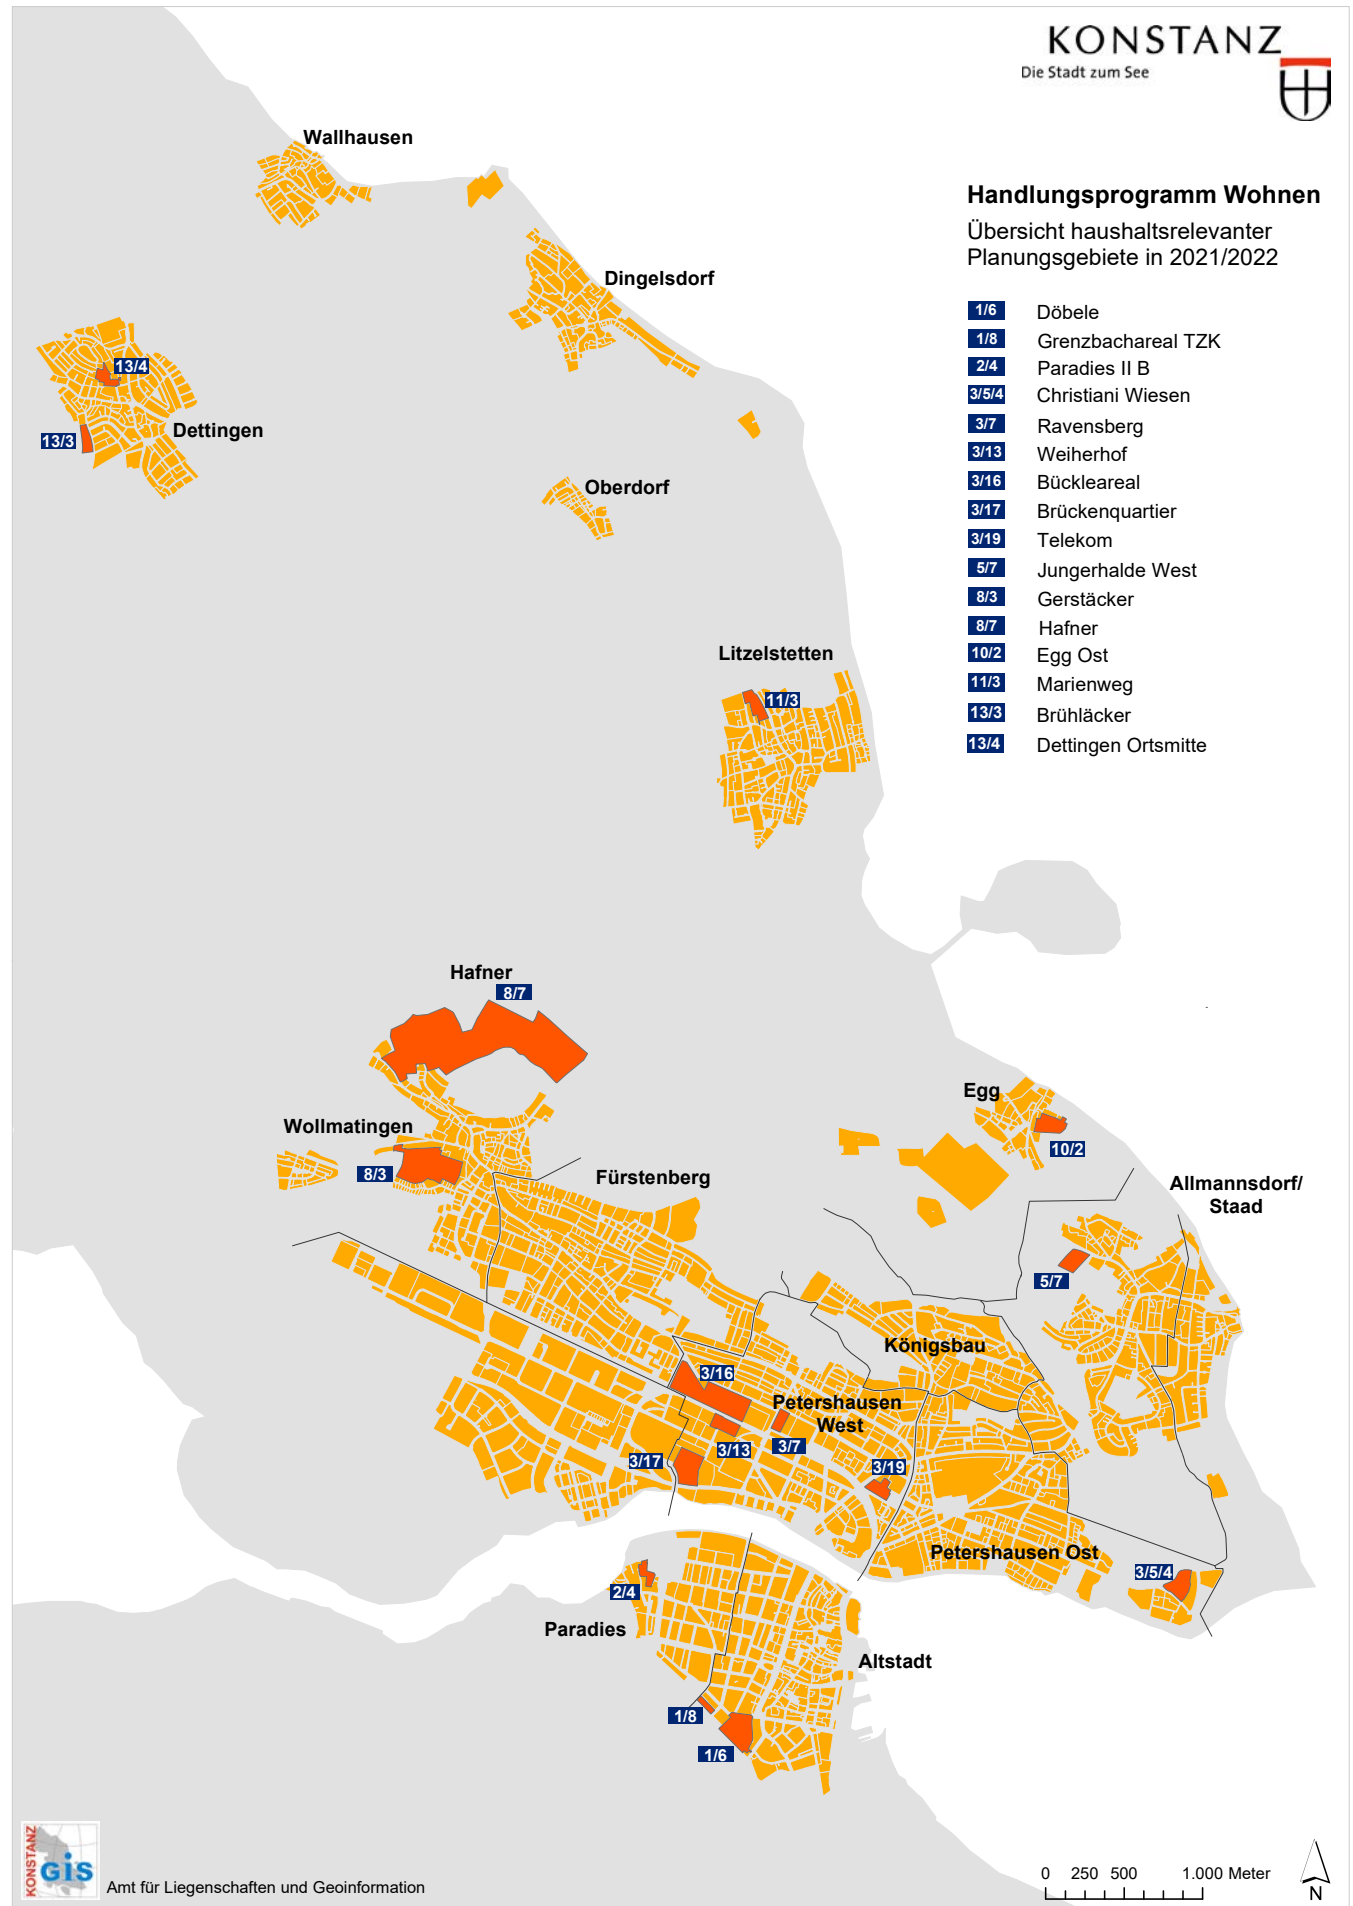 KONSTANZ
Die Stadt zum See
Handlungsprogramm Wohnen
Übersicht haushaltsrelevanter
Planungsgebiete in 2021/2022
1/6 Döbele
1/8 Grenzbachareal TZK
2/4 Paradies II B
3/5/4 Christiani Wiesen
3/7 Ravensberg
3/13 Weiherhof
3/16 Bückleareal
3/17 Brückenquartier
3/19 Telekom
5/7 Jungerhalde West
8/3 Gerstäcker
8/7 Hafner
10/2 Egg Ost
11/3 Marienweg
13/3 Brühläcker
13/4 Dettingen Ortsmitte
Wallhausen
Dingelsdorf
13/4
Dettingen
13/3
Oberdorf
Litzelstetten
11/3
Hafner
8/7
Egg
Wollmatingen
10/2
8/3
Fürstenberg
Allmannsdorf/
Staad
5/7
Königsbau
3/16
Petershausen
West
3/13
3/7
3/17
3/19
Petershausen Ost
3/5/4
2/4
Paradies
Altstadt
1/8
1/6
KONSTANZ
GiS
Amt für Liegenschaften und Geoinformation
0 250 500 1.000 Meter
N